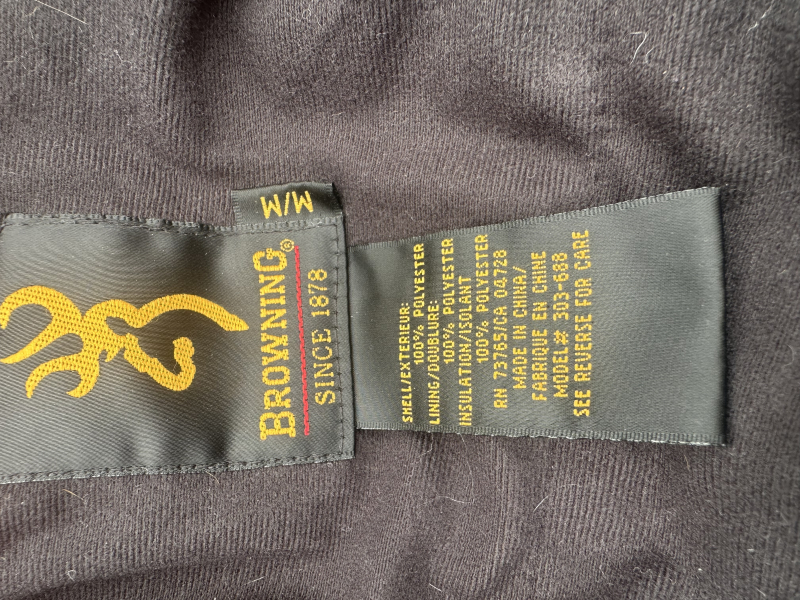 M/M
BROWNING®
SINCE 1878
SHELL/EXTERIEUR:
100% POLYESTER
LINING/DOUBLURE:
100% POLYESTER
INSULATION/ISOLANT
100% POLYESTER
RN 73765/CA 04728
MADE IN CHINA/
FABRIQUE EN CHINE
MODEL# 303-688
SEE REVERSE FOR CARE